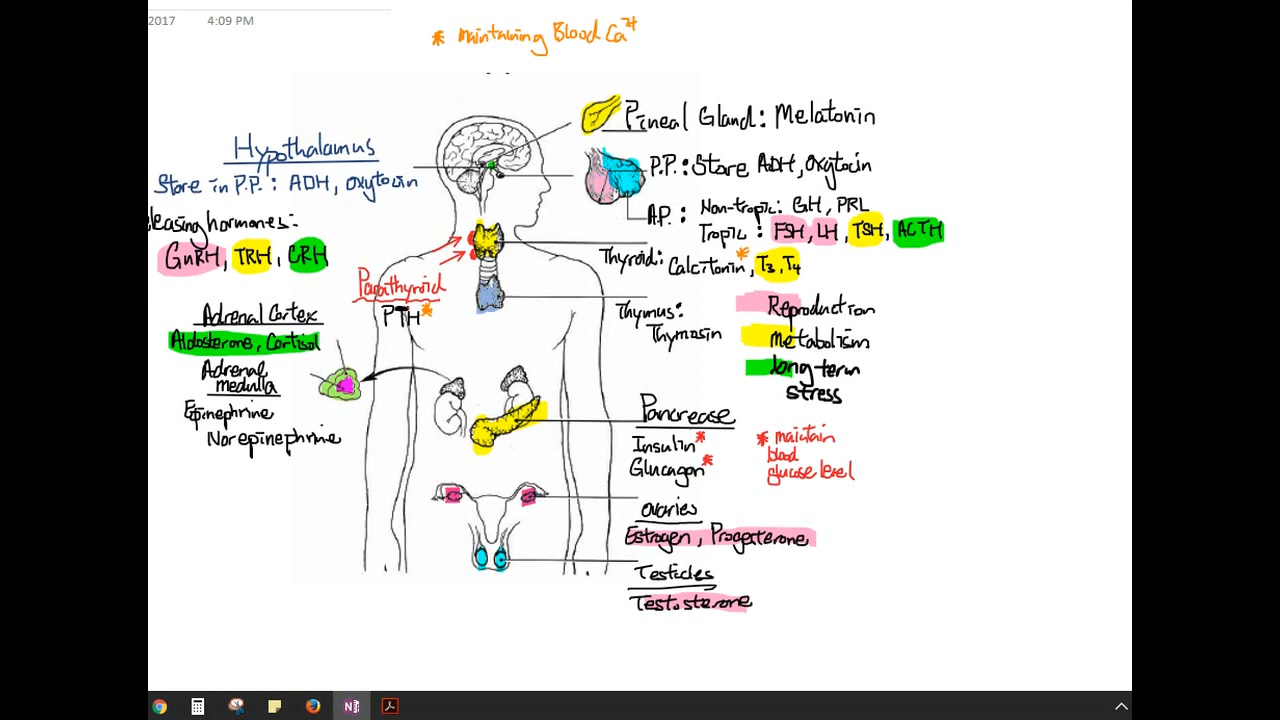 2017 4:09 PM
* maintaining Blood Ca²⁺
Pineal Gland: Melatonin
Hypothalamus
Store in P.P.: ADH, oxytocin
P.P.: Store ADH, Oxytocin
A.P.: Non-tropic: GH, PRL
Tropic: FSH, LH, TSH, ACTH
leasing hormones:
GnRH, TRH, CRH
Thyroid: Calcitonin*, T3, T4
Parathyroid
PTH*
Thymus:
Thymosin
Reproduction
Metabolism
long-term
stress
Adrenal Cortex
Aldosterone, Cortisol
Adrenal
medulla
Epinephrine
Norepinephrine
Pancrease
Insulin*
Glucagon*
* maintain
blood
glucose level
ovaries
Estrogen, Progesterone
Testicles
Testosterone